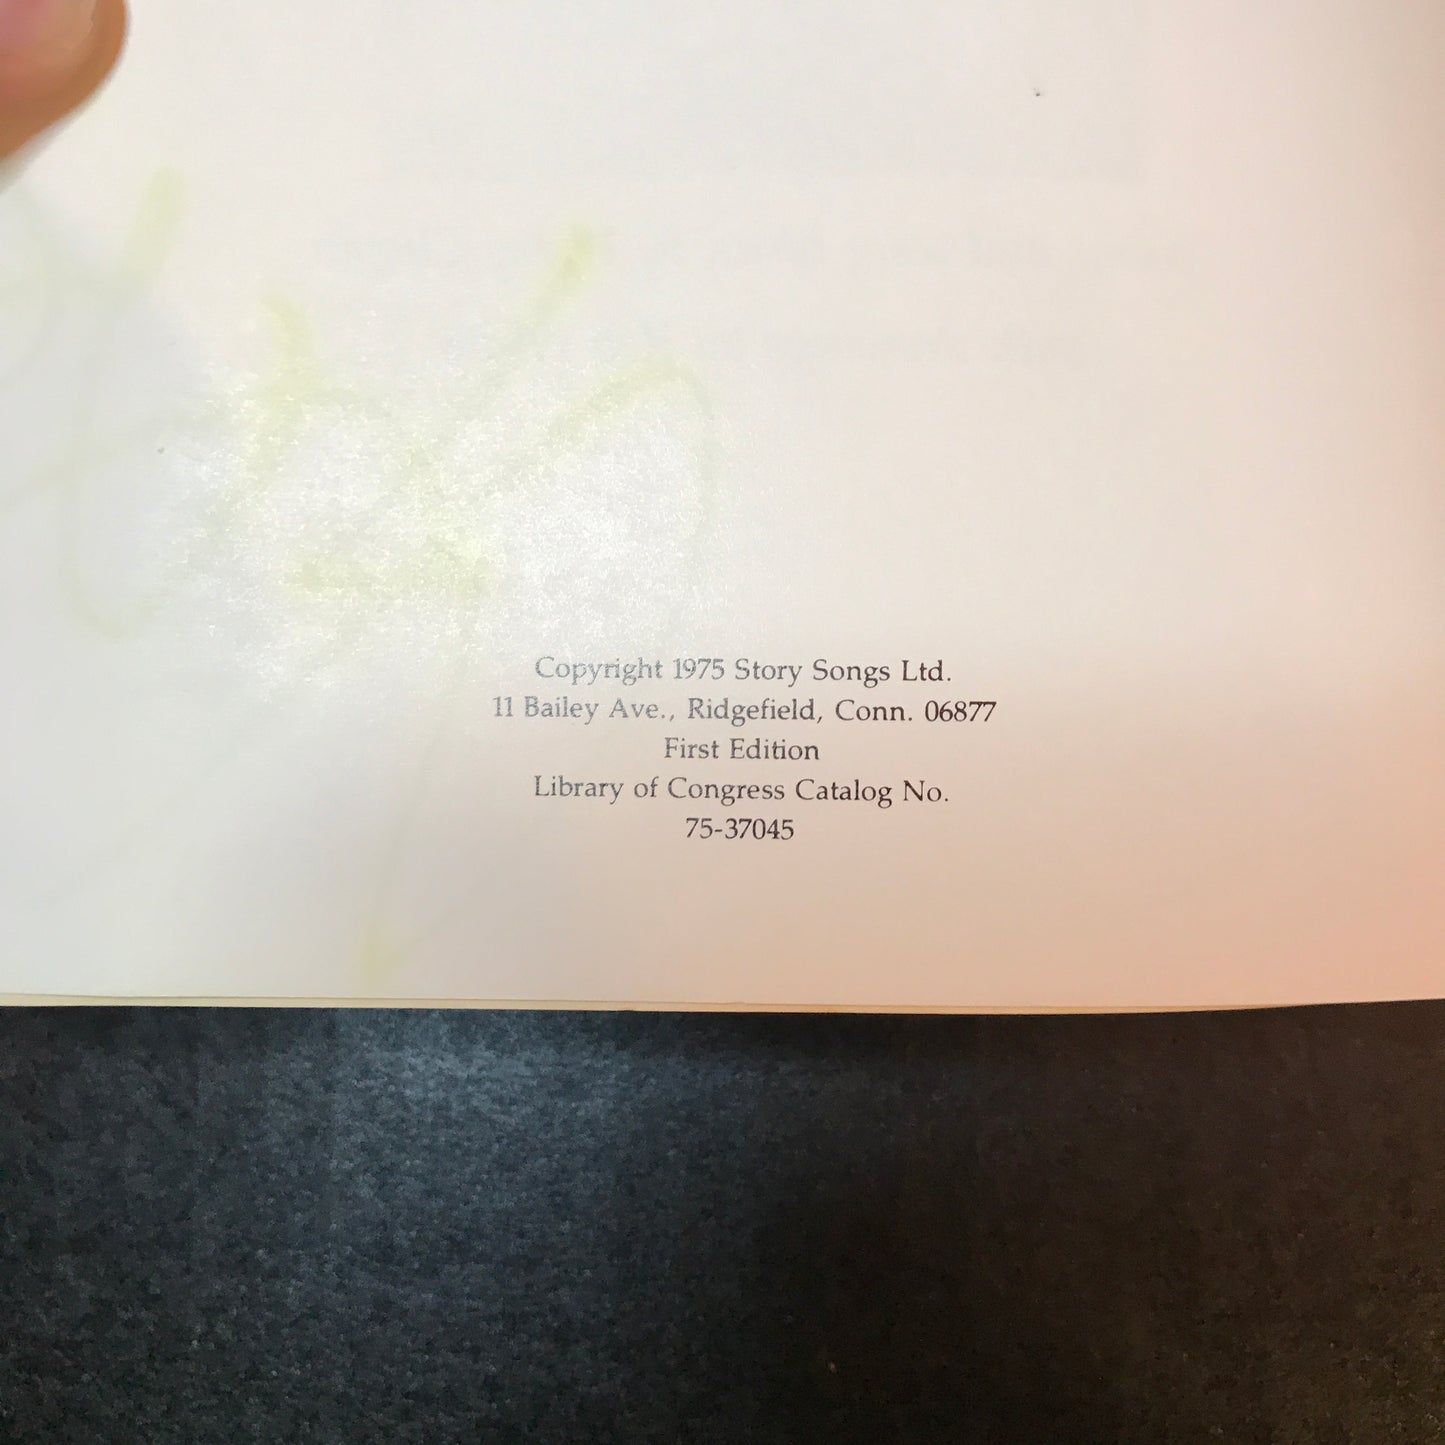 Copyright 1975 Story Songs Ltd.
11 Bailey Ave., Ridgefield, Conn. 06877
First Edition
Library of Congress Catalog No.
75-37045